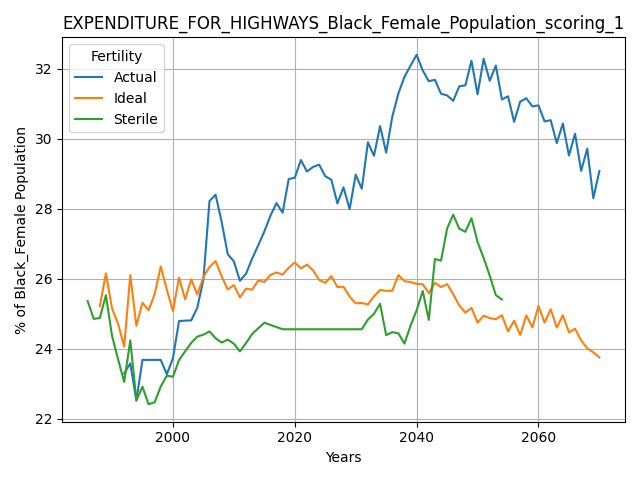 EXPENDITURE_FOR_HIGHWAYS_Black_Female_Population_scoring_1
Fertility
Actual
Ideal
Sterile
% of Black_Female Population
32
30
28
26
24
22
2000
2020
2040
2060
Years